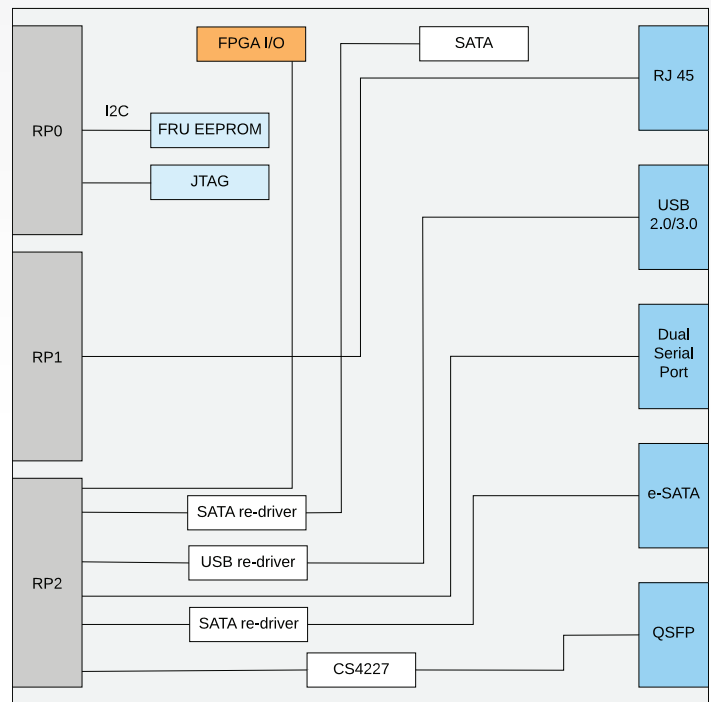 FPGA I/O
SATA
RJ 45
I2C
RP0
FRU EEPROM
JTAG
USB
2.0/3.0
RP1
Dual
Serial
Port
e-SATA
SATA re-driver
USB re-driver
RP2
SATA re-driver
QSFP
CS4227